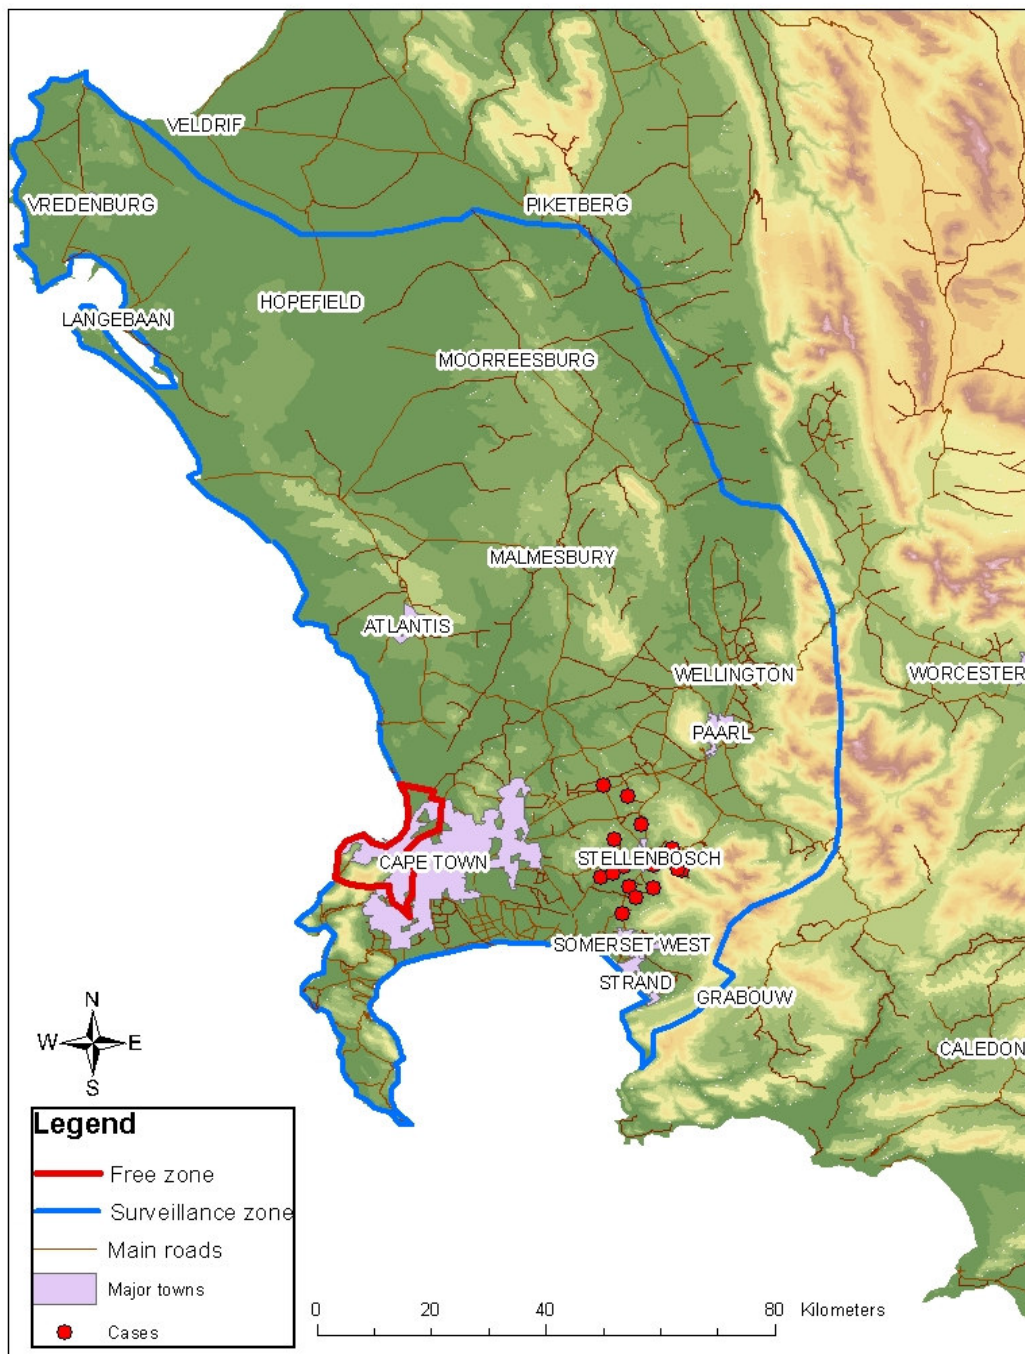 VELDRIF
VREDENBURG
PIKETBERG
HOPEFIELD
LANGEBAAN
MOORREESBURG
MALMESBURY
ATLANTIS
WELLINGTON
WORCESTER
PAARL
CAPE TOWN
STELLENBOSCH
SOMERSET WEST
STRAND
GRABOUW
CALEDON
N
W E
S
Legend
Free zone
Surveillance zone
Main roads
Major towns
Cases
0 20 40 80 Kilometers